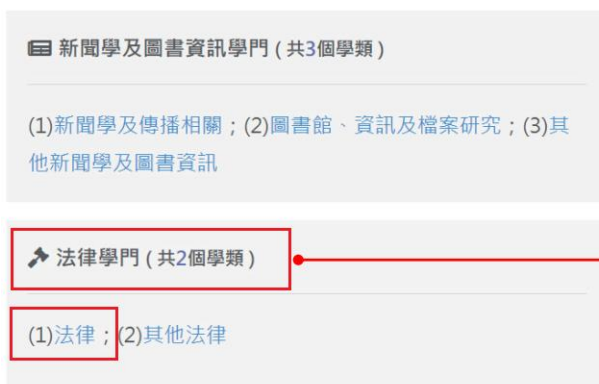 新聞學及圖書資訊學門 ( 共3個學類 )
(1)新聞學及傳播相關；(2)圖書館、資訊及檔案研究；(3)其
他新聞學及圖書資訊
法律學門 ( 共2個學類 )
(1)法律；(2)其他法律